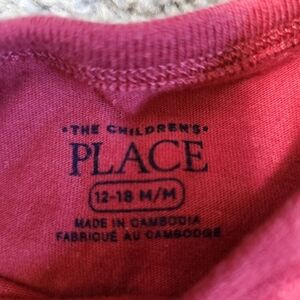 •THE CHILDREN'S•
PLACE
12-18 M/M
MADE IN CAMBODIA
FABRIQUÉ AU CAMBODGE